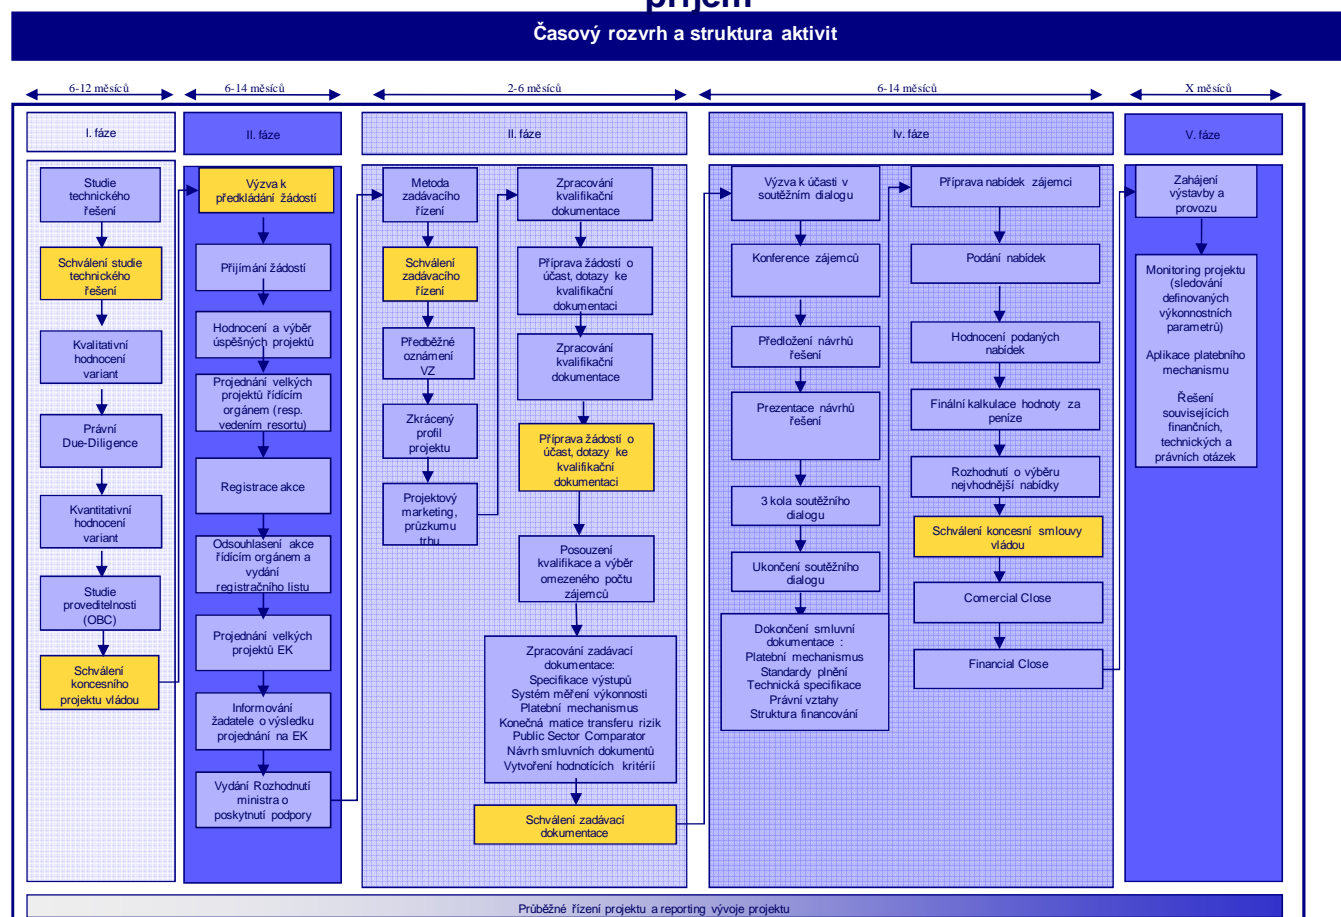 příjem
Časový rozvrh a struktura aktivit
6-12 měsíců
6-14 měsíců
2-6 měsíců
6-14 měsíců
X měsíců
I. fáze
II. fáze
II. fáze
Iv. fáze
V. fáze
Studie
technického
řešení
Schválení studie
technického
řešení
Kvalitativní
hodnocení
variant
Právní
Due-Diligence
Kvantitativní
hodnocení
variant
Studie
proveditelnosti
(OBC)
Schválení
koncesního
projektu vládou
Výzva k
předkládání žádostí
Přijímání žádostí
Hodnocení a výběr
úspěšných projektů
Projednání velkých
projektů řídícím
orgánem (resp.
vedením resortu)
Registrace akce
Odsouhlasení akce
řídícím orgánem a
vydání
registračního listu
Projednání velkých
projektů EK
Informování
žadatele o výsledku
projednání na EK
Vydání Rozhodnutí
ministra o
poskytnutí podpory
Metoda
zadávacího
řízení
Schválení
zadávacího
řízení
Předběžné
oznámení
VZ
Zkrácený
profil
projektu
Projektový
marketing,
průzkumu
trhu
Zpracování
kvalifikační
dokumentace
Příprava žádostí o
účast, dotazy ke
kvalifikační
dokumentaci
Zpracování
kvalifikační
dokumentace
Příprava žádostí o
účast, dotazy ke
kvalifikační
dokumentaci
Posouzení
kvalifikace a výběr
omezeného počtu
zájemců
Zpracování zadávací
dokumentace:
Specifikace výstupů
Systém měření výkonnosti
Platební mechanismus
Konečná matice transferu rizik
Public Sector Comparator
Návrh smluvních dokumentů
Vytvoření hodnotících kritérií
Schválení zadávací
dokumentace
Výzva k účasti v
soutěžním dialogu
Konference zájemců
Předložení návrhů
řešení
Prezentace návrhů
řešení
3 kola soutěžního
dialogu
Ukončení soutěžního
dialogu
Dokončení smluvní
dokumentace :
Platební mechanismus
Standardy plnění
Technická specifikace
Právní vztahy
Struktura financování
Příprava nabídek zájemci
Podání nabídek
Hodnocení podaných
nabídek
Finální kalkulace hodnoty za
peníze
Rozhodnutí o výběru
nejvhodnější nabídky
Schválení koncesní smlouvy
vládou
Comercial Close
Financial Close
Zahájení
výstavby a
provozu
Monitoring projektu
(sledování
definovaných
výkonnostních
parametrů)
Aplikace platebního
mechanismu
Řešení
souvisejících
finančních,
technických a
právních otázek
Průběžné řízení projektu a reporting vývoje projektu